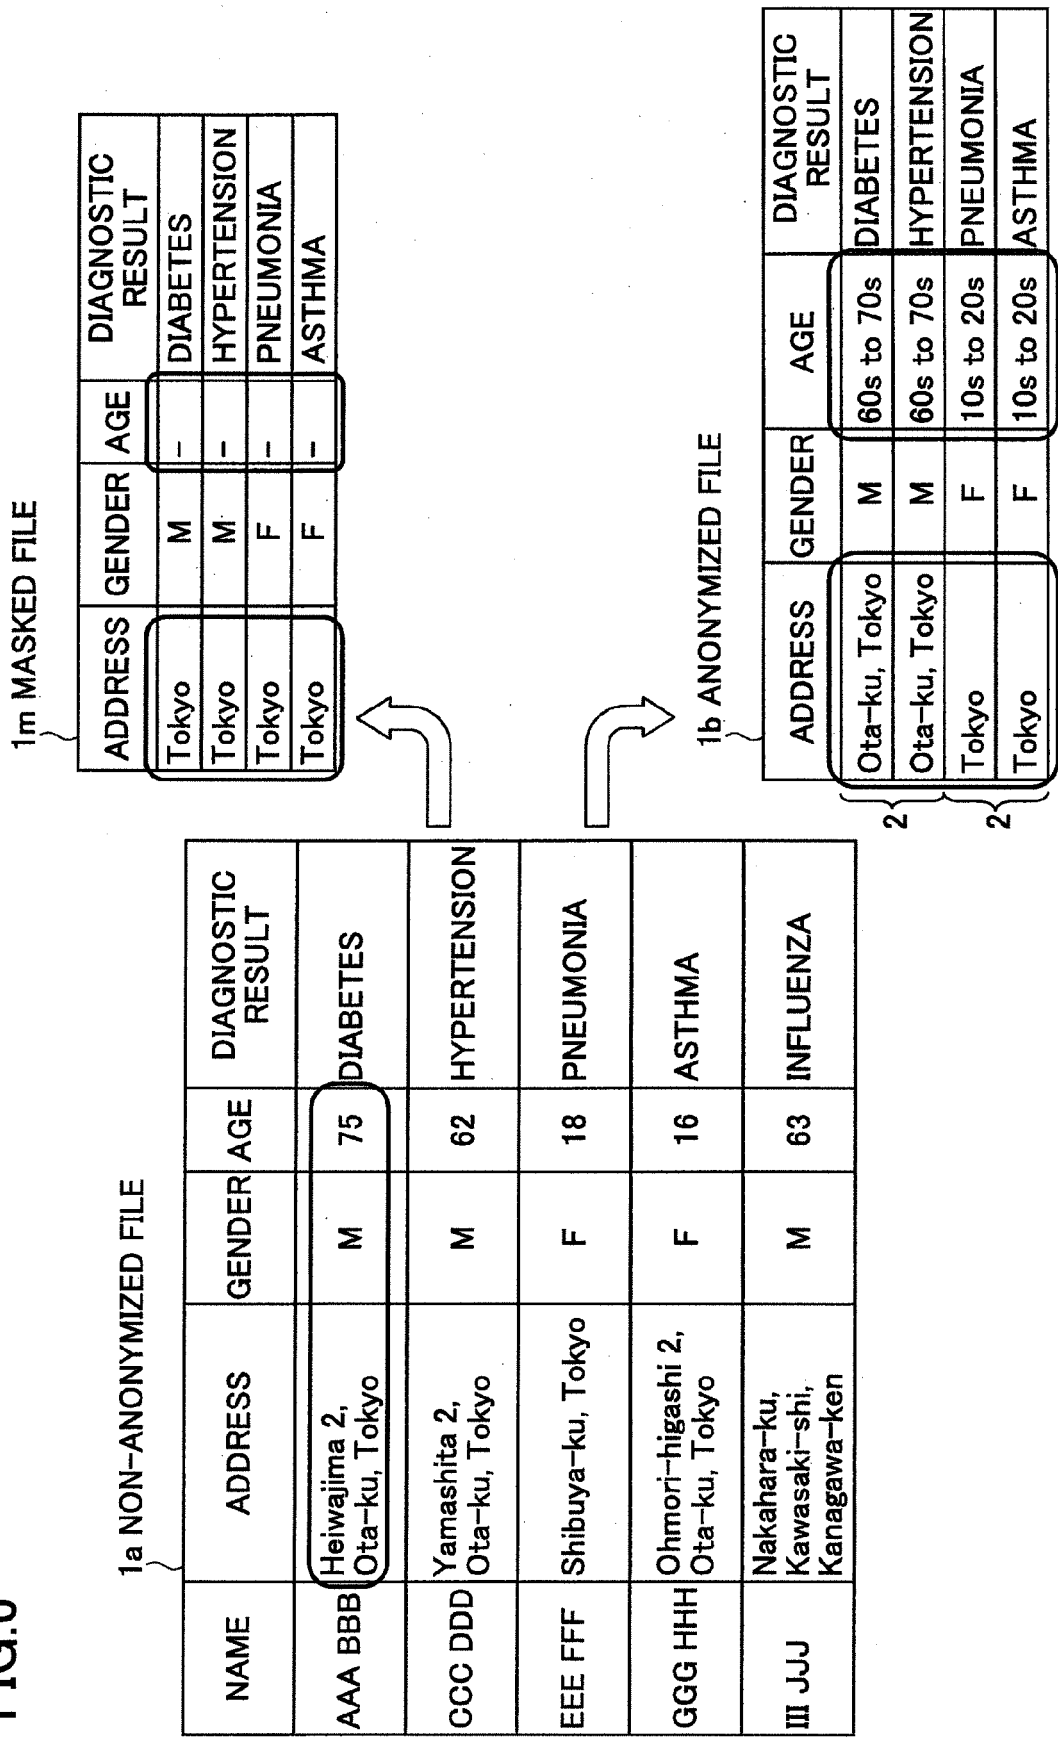 FIG.
1a NON-ANONYMIZED FILE
NAME ADDRESS GENDER AGE DIAGNOSTIC
RESULT
AAA BBB Heiwajima 2,
Ota-ku, Tokyo M 75 DIABETES
CCC DDD Yamashita 2,
Ota-ku, Tokyo M 62 HYPERTENSION
EEE FFF Shibuya-ku, Tokyo F 18 PNEUMONIA
GGG HHH Ohmori-higashi 2,
Ota-ku, Tokyo F 16 ASTHMA
III JJJ Nakahara-ku,
Kawasaki-shi,
Kanagawa-ken M 63 INFLUENZA
1m MASKED FILE
ADDRESS GENDER AGE DIAGNOSTIC
RESULT
Tokyo M - DIABETES
Tokyo M - HYPERTENSION
Tokyo F - PNEUMONIA
Tokyo F - ASTHMA
1b ANONYMIZED FILE
ADDRESS GENDER AGE DIAGNOSTIC
RESULT
2
Ota-ku, Tokyo M 60s to 70s DIABETES
Ota-ku, Tokyo M 60s to 70s HYPERTENSION
2
Tokyo F 10s to 20s PNEUMONIA
Tokyo F 10s to 20s ASTHMA